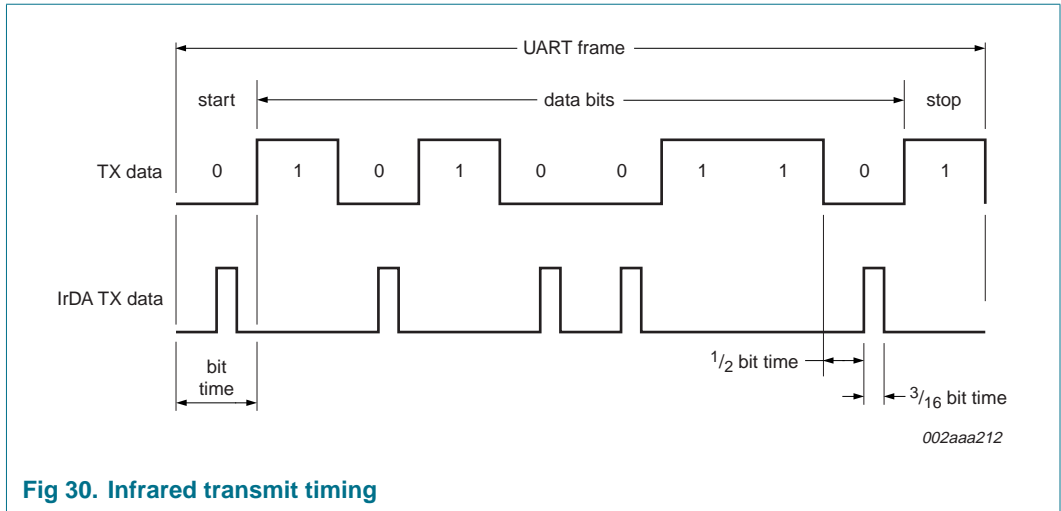 UART frame
start data bits stop
TX data 0 1 0 1 0 0 1 1 0 1
IrDA TX data
bit
time
1/2 bit time
3/16 bit time
002aaa212
Fig 30. Infrared transmit timing